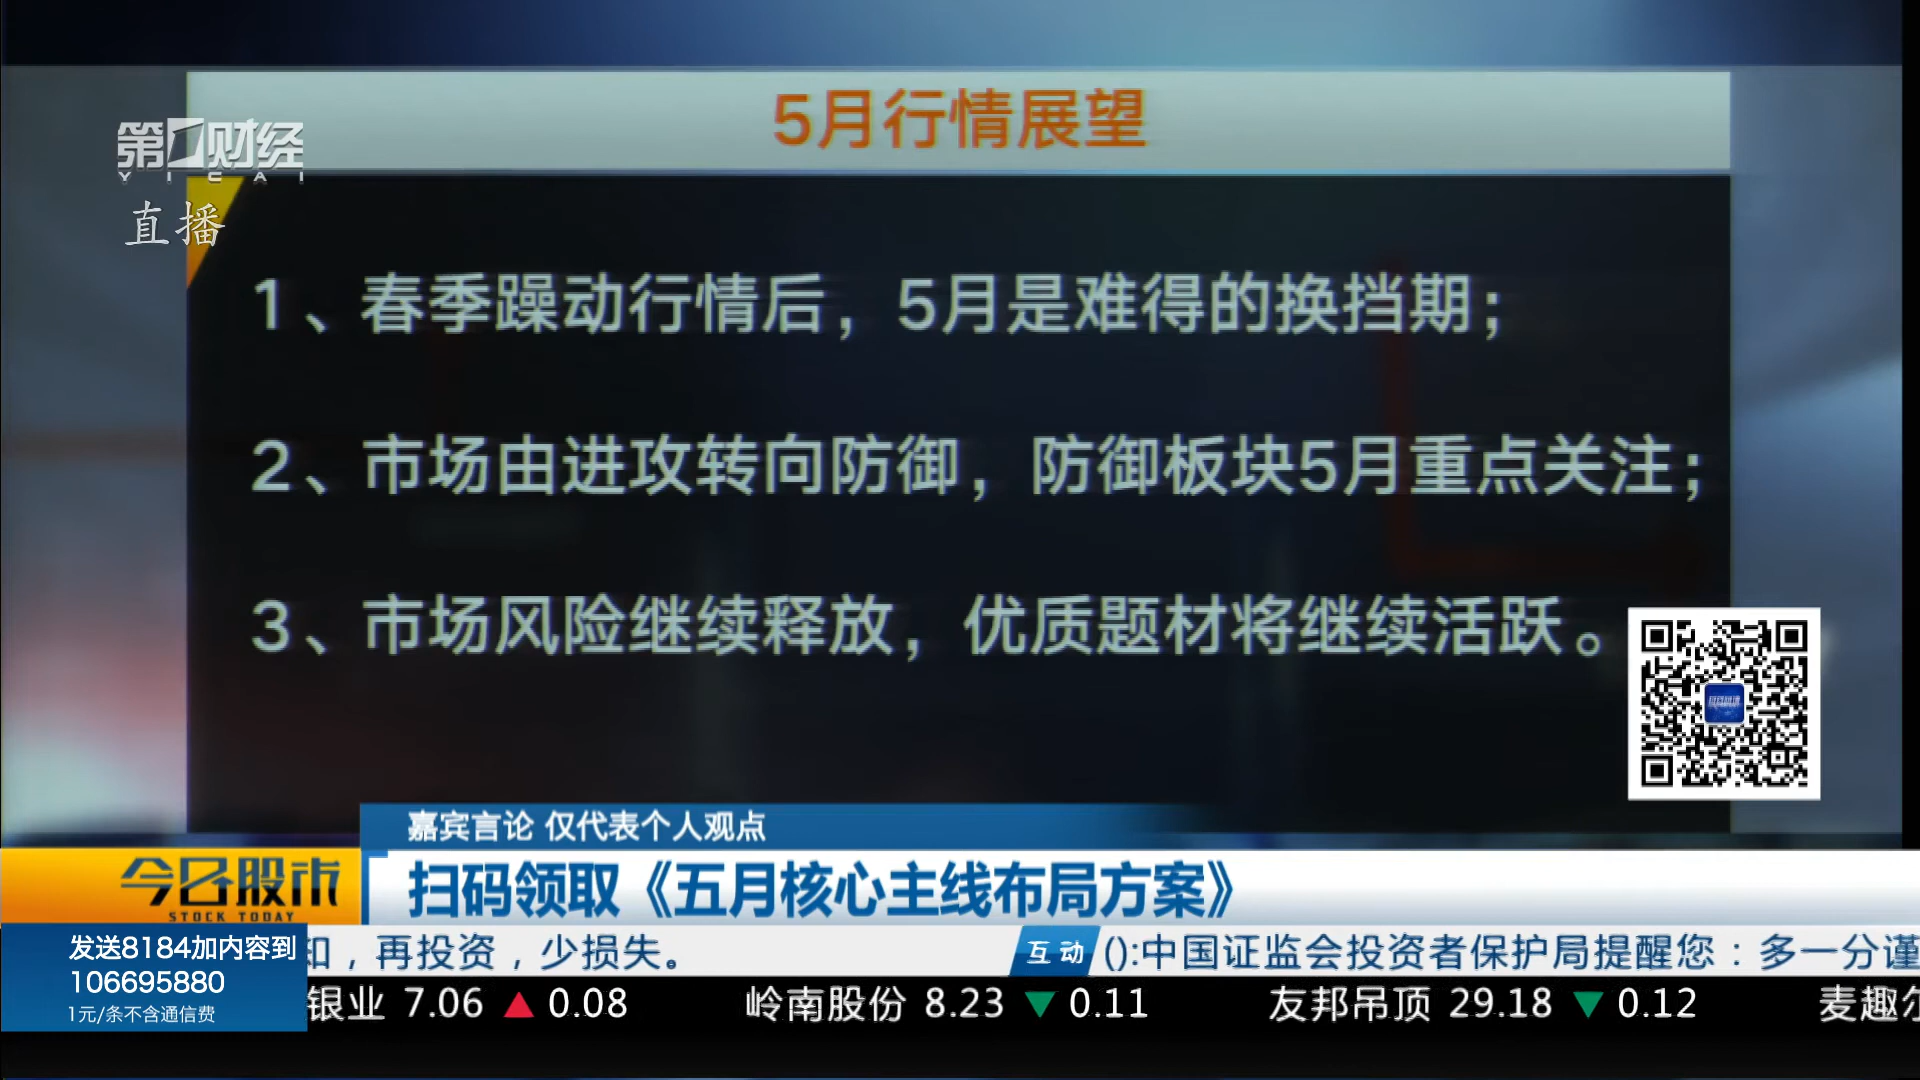 5月行情展望
第1财经
YICAI
直播
1、春季躁动行情后，5月是难得的换挡期；
2、市场由进攻转向防御，防御板块5月重点关注；
3、市场风险继续释放，优质题材将继续活跃。
嘉宾言论 仅代表个人观点
今日股市
STOCK TODAY
扫码领取《五月核心主线布局方案》
发送8184加内容到
106695880
1元/条不含通信费
知，再投资，少损失。 互动 ():中国证监会投资者保护局提醒您：多一分谨
银业 7.06 ▲ 0.08 岭南股份 8.23 ▼ 0.11 友邦吊顶 29.18 ▼ 0.12 麦趣尔